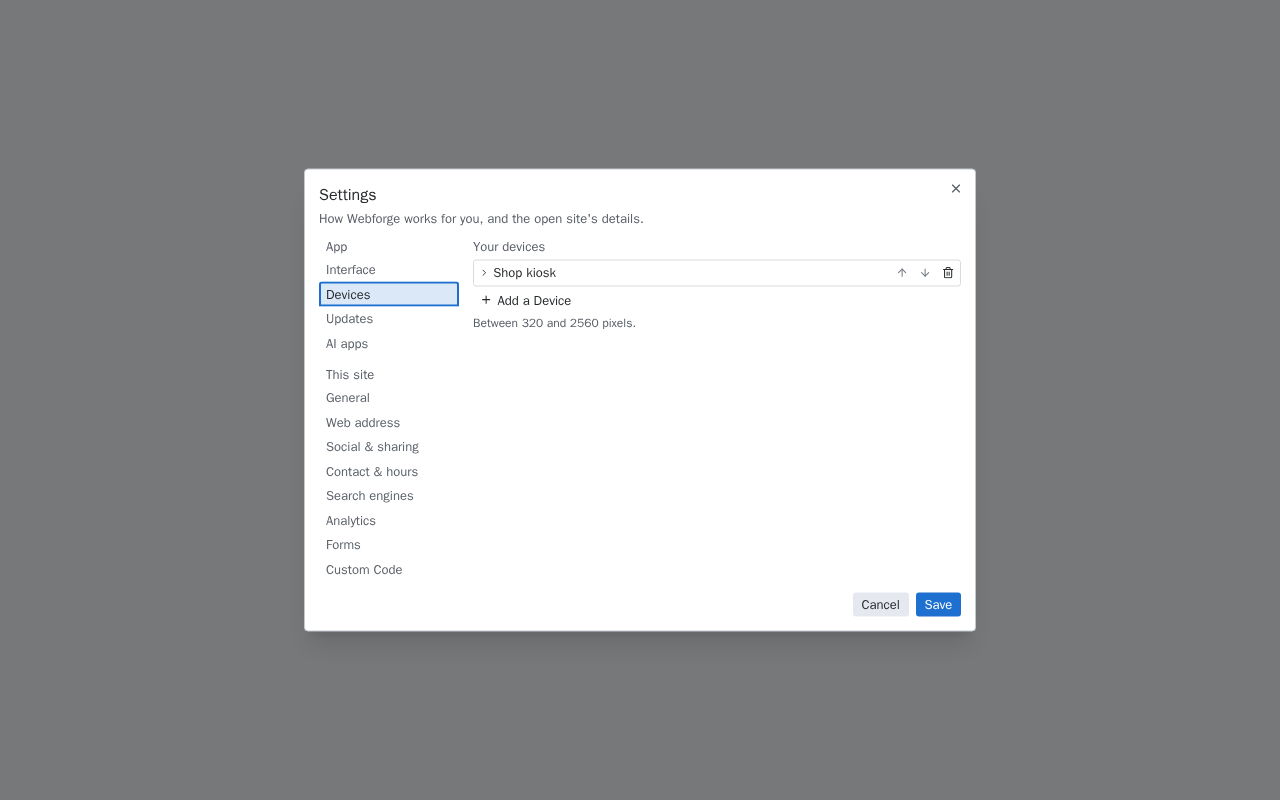 Settings
How Webforge works for you, and the open site's details.
App
Interface
Devices
Updates
AI apps
This site
General
Web address
Social & sharing
Contact & hours
Search engines
Analytics
Forms
Custom Code
Your devices
Shop kiosk
Add a Device
Between 320 and 2560 pixels.
Cancel
Save